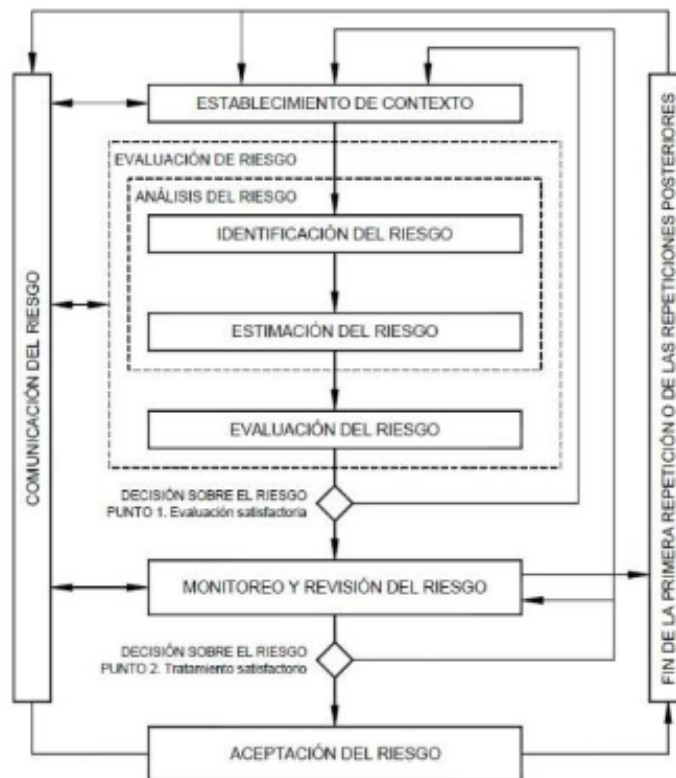 ESTABLECIMIENTO DE CONTEXTO
EVALUACIÓN DE RIESGO
ANÁLISIS DEL RIESGO
IDENTIFICACIÓN DEL RIESGO
ESTIMACIÓN DEL RIESGO
EVALUACIÓN DEL RIESGO
DECISIÓN SOBRE EL RIESGO
PUNTO 1. Evaluación satisfactoria
MONITOREO Y REVISIÓN DEL RIESGO
DECISIÓN SOBRE EL RIESGO
PUNTO 2. Tratamiento satisfactorio
ACEPTACIÓN DEL RIESGO
COMUNICACIÓN DEL RIESGO
FIN DE LA PRIMERA REPETICIÓN O DE LAS REPETICIONES POSTERIORES